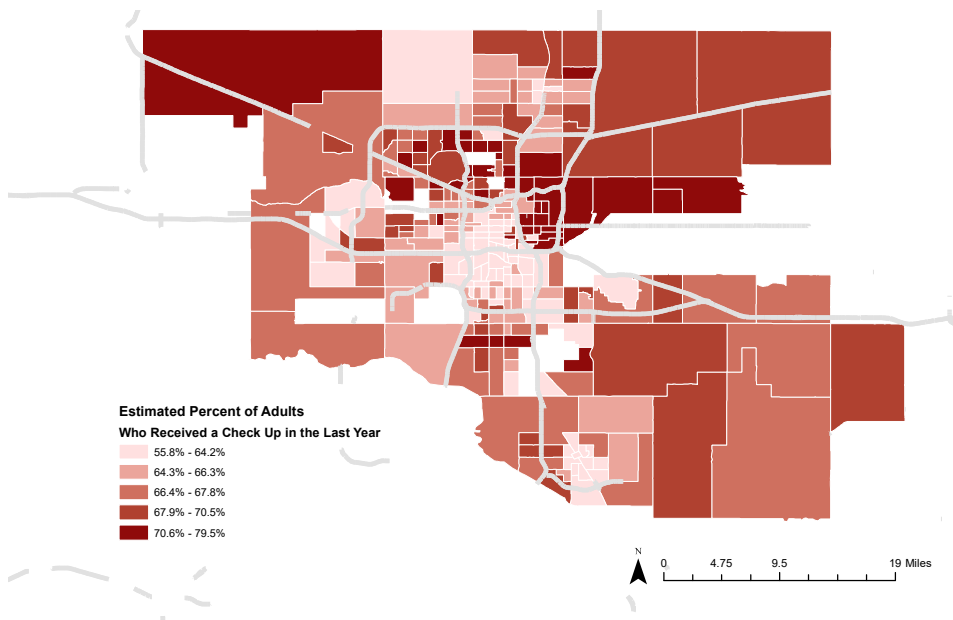 Estimated Percent of Adults
Who Received a Check Up in the Last Year
55.8% - 64.2%
64.3% - 66.3%
66.4% - 67.8%
67.9% - 70.5%
70.6% - 79.5%
N
0 4.75 9.5 19 Miles